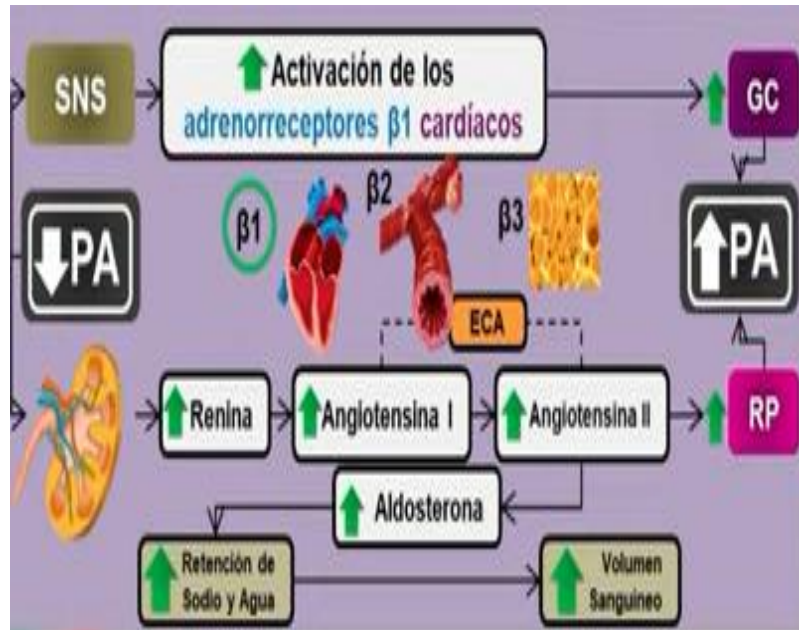 SNS
Activación de los
adrenorreceptores β1 cardíacos
GC
PA
β1
β2
β3
PA
ECA
Renina
Angiotensina I
Angiotensina II
RP
Aldosterona
Retención de
Sodio y Agua
Volumen
Sanguineo